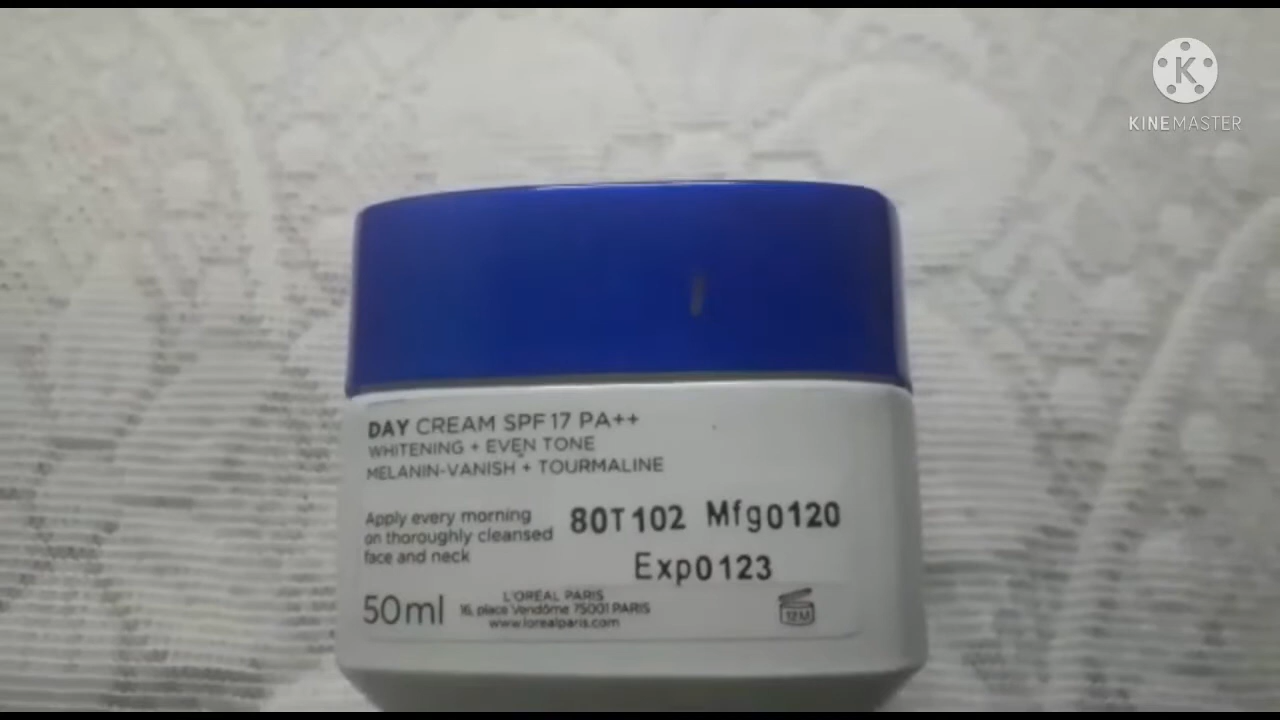 K
KINEMASTER
DAY CREAM SPF 17 PA++
WHITENING + EVEN TONE
MELANIN-VANISH + TOURMALINE
Apply every morning
on thoroughly cleansed
face and neck
80T102 Mfg0120
Exp0123
50ml
L'ORÉAL PARIS
16, place Vendôme 75001 PARIS
www.lorealparis.com
12M